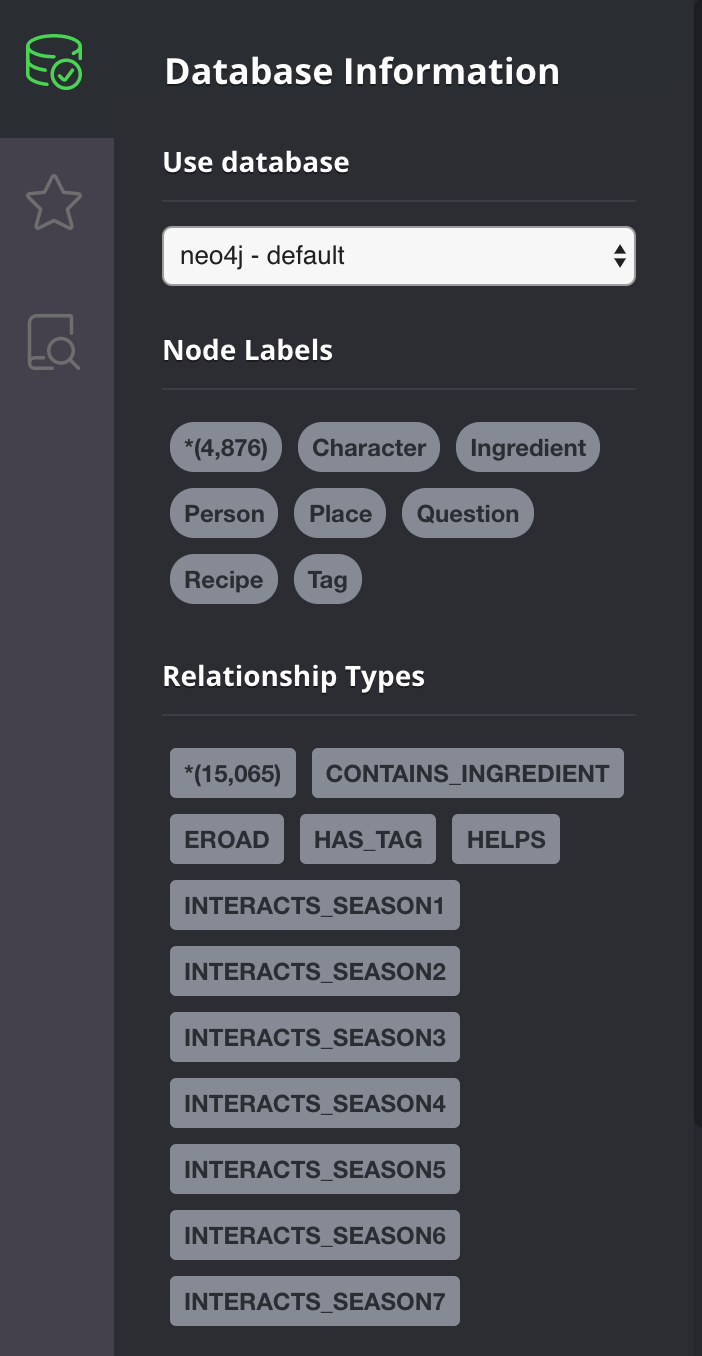 Database Information
Use database
neo4j - default
Node Labels
*(4,876) Character Ingredient
Person Place Question
Recipe Tag
Relationship Types
*(15,065) CONTAINS_INGREDIENT
EROAD HAS_TAG HELPS
INTERACTS_SEASON1
INTERACTS_SEASON2
INTERACTS_SEASON3
INTERACTS_SEASON4
INTERACTS_SEASON5
INTERACTS_SEASON6
INTERACTS_SEASON7